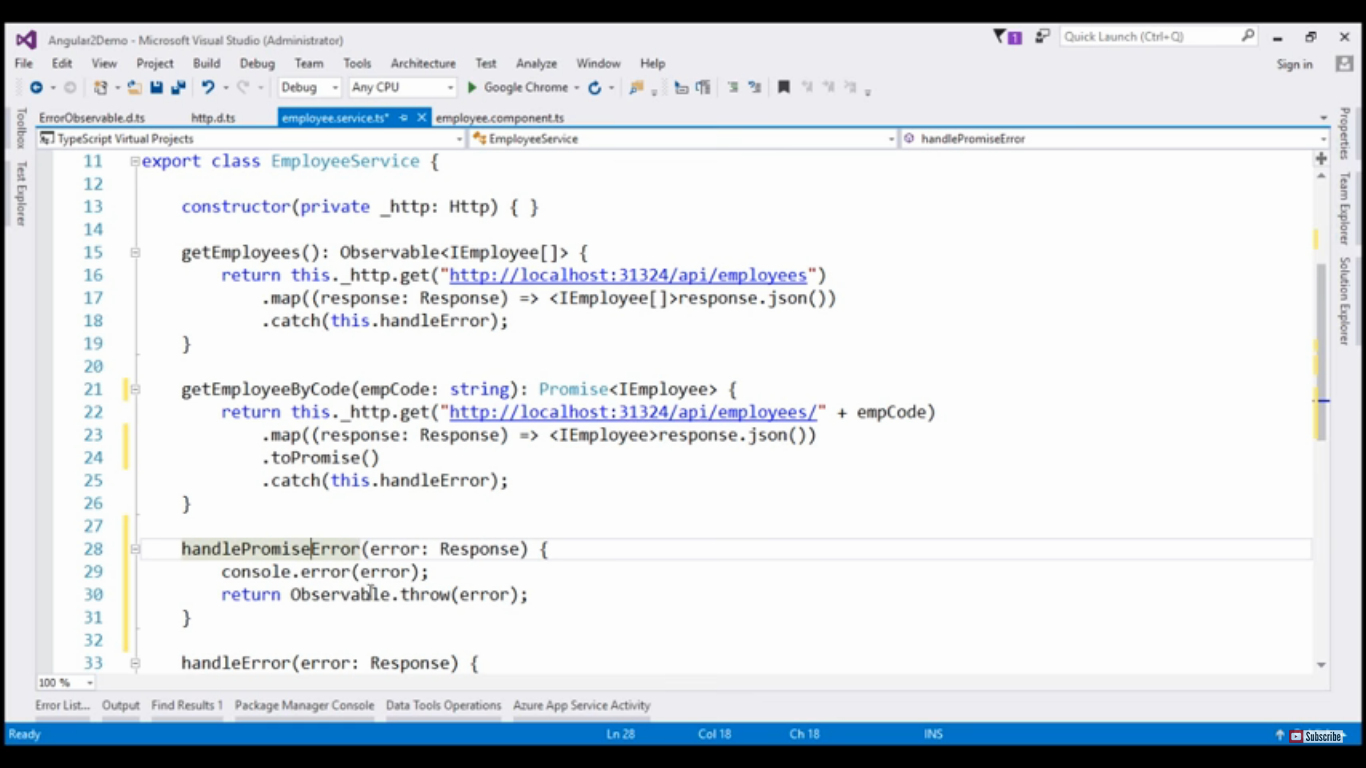 Angular2Demo - Microsoft Visual Studio (Administrator)
1
Quick Launch (Ctrl+Q)
File Edit View Project Build Debug Team Tools Architecture Test Analyze Window Help
Sign in
Debug Any CPU Google Chrome
ErrorObservable.d.ts http.d.ts employee.service.ts* employee.component.ts
TypeScript Virtual Projects EmployeeService handlePromiseError
Toolbox
Test Explorer
11 export class EmployeeService {
12
13 constructor(private _http: Http) { }
14
15 getEmployees(): Observable<IEmployee[]> {
16 return this._http.get("http://localhost:31324/api/employees")
17 .map((response: Response) => <IEmployee[]>response.json())
18 .catch(this.handleError);
19 }
20
21 getEmployeeByCode(empCode: string): Promise<IEmployee> {
22 return this._http.get("http://localhost:31324/api/employees/" + empCode)
23 .map((response: Response) => <IEmployee>response.json())
24 .toPromise()
25 .catch(this.handleError);
26 }
27
28 handlePromiseError(error: Response) {
29 console.error(error);
30 return Observable.throw(error);
31 }
32
33 handleError(error: Response) {
Properties
Team Explorer
Solution Explorer
100 %
Error List... Output Find Results 1 Package Manager Console Data Tools Operations Azure App Service Activity
Ready Ln 28 Col 18 Ch 18 INS
Subscribe